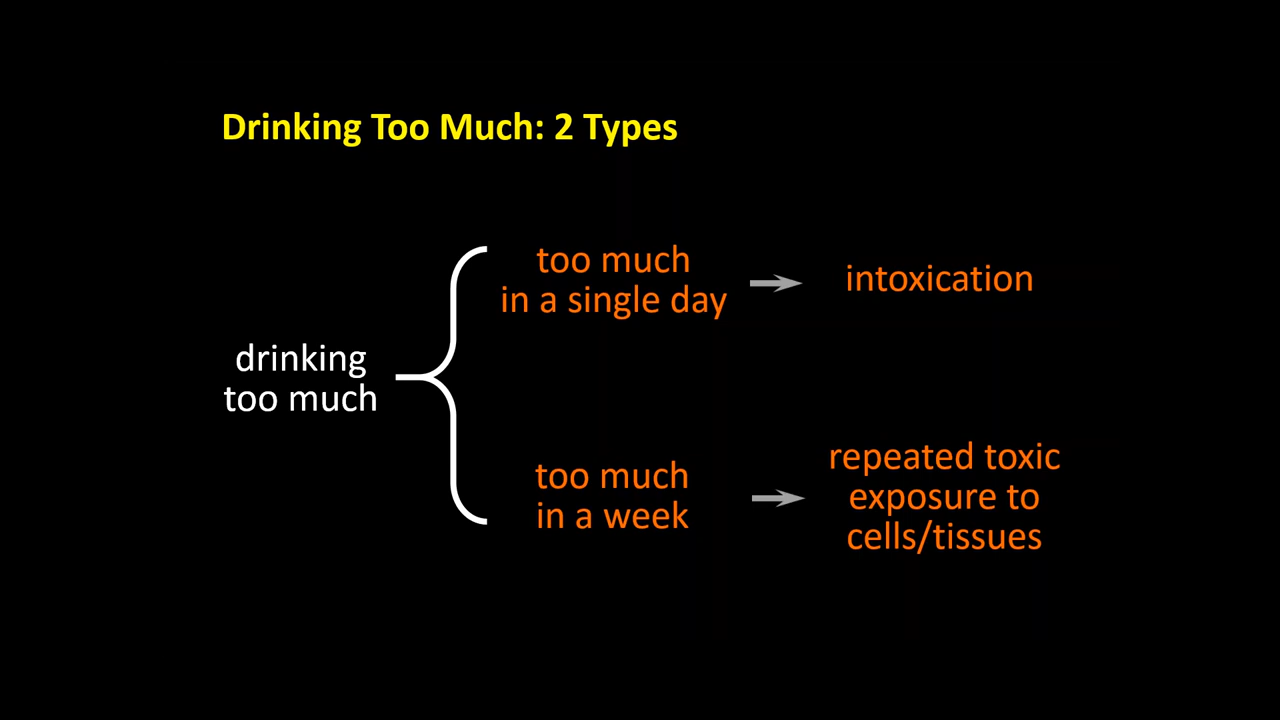 Drinking Too Much: 2 Types
drinking
too much
too much
in a single day
intoxication
too much
in a week
repeated toxic
exposure to
cells/tissues